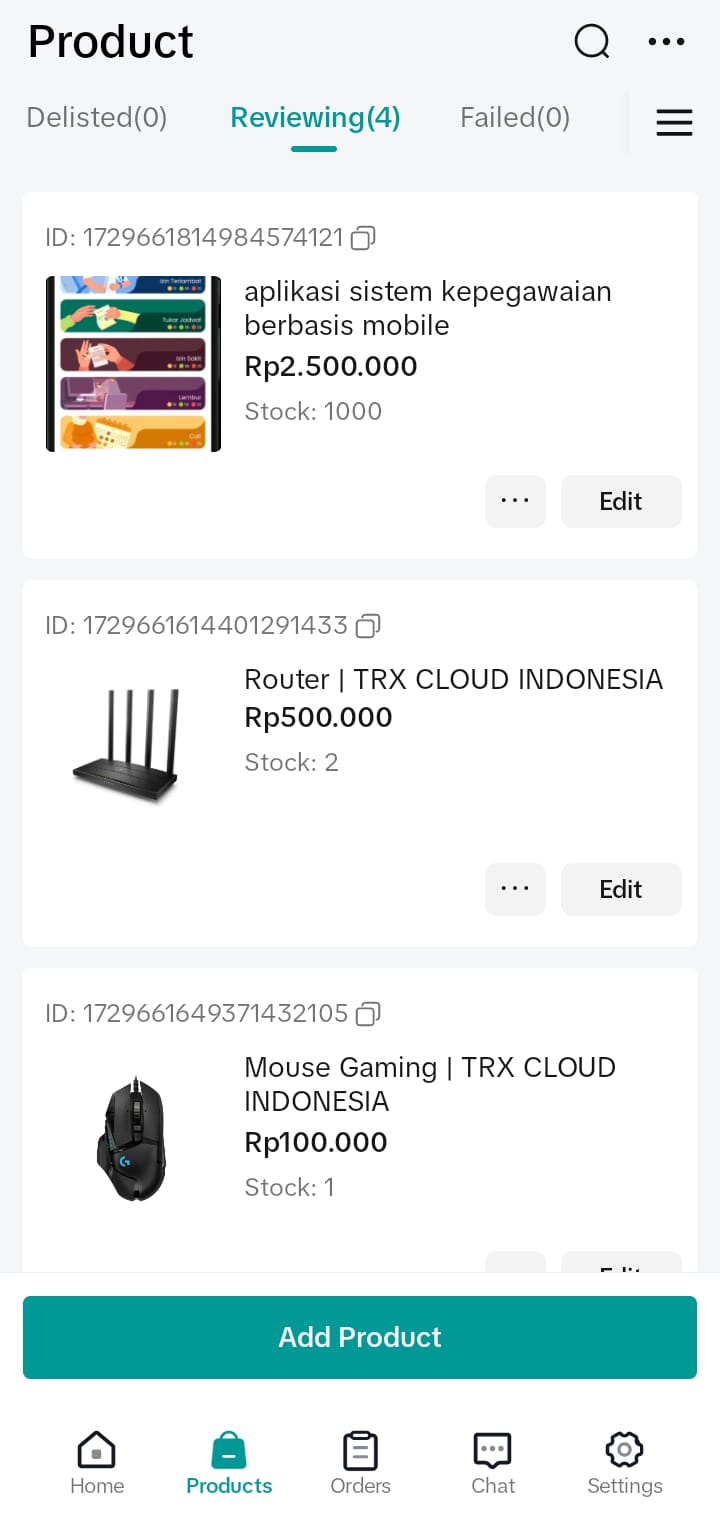 Product
Delisted(0)
Reviewing(4)
Failed(0)
ID: 1729661814984574121
Izin Terlambat
Tukar Jadwal
Izin Sakit
Lembur
Cuti
aplikasi sistem kepegawaian
berbasis mobile
Rp2.500.000
Stock: 1000
Edit
ID: 1729661614401291433
Router | TRX CLOUD INDONESIA
Rp500.000
Stock: 2
Edit
ID: 1729661649371432105
Mouse Gaming | TRX CLOUD
INDONESIA
Rp100.000
Stock: 1
Edit
Add Product
Home
Products
Orders
Chat
Settings